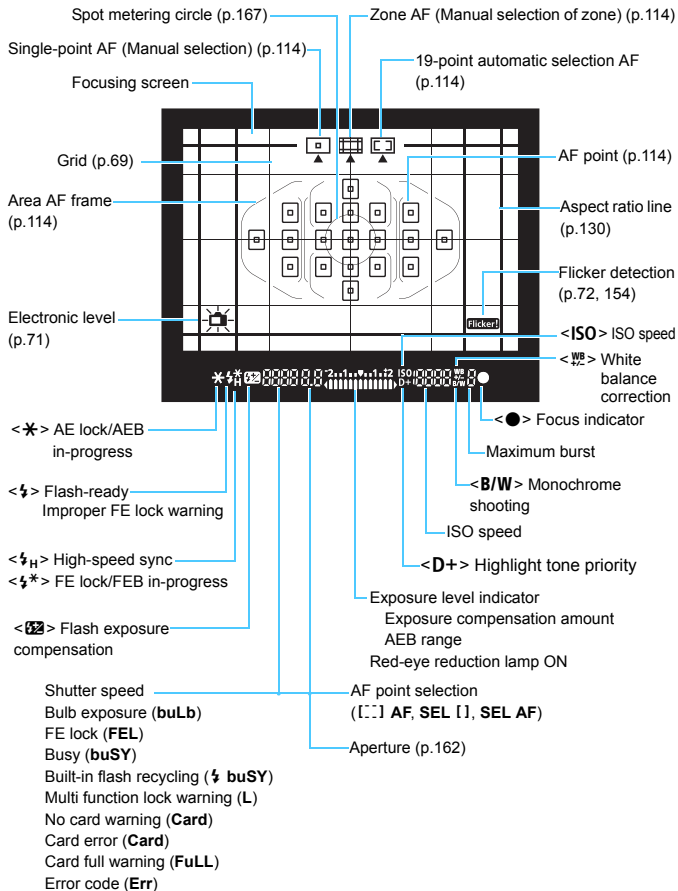 Spot metering circle (p.167)
Zone AF (Manual selection of zone) (p.114)
Single-point AF (Manual selection) (p.114)
19-point automatic selection AF
(p.114)
Focusing screen
Grid (p.69)
AF point (p.114)
Area AF frame
(p.114)
Aspect ratio line
(p.130)
Flicker detection
(p.72, 154)
Electronic level
(p.71)
Flicker!
<ISO> ISO speed
<WB +/-> White
balance
correction
-2..1..▼..1.:2 ISO
D+
WB
+/-
B/W
<●> Focus indicator
<✱> AE lock/AEB
in-progress
Maximum burst
<B/W> Monochrome
shooting
<⚡> Flash-ready
Improper FE lock warning
ISO speed
<⚡H> High-speed sync
<⚡*> FE lock/FEB in-progress
<D+> Highlight tone priority
Exposure level indicator
Exposure compensation amount
AEB range
Red-eye reduction lamp ON
< > Flash exposure
compensation
Shutter speed
Bulb exposure (buLb)
FE lock (FEL)
Busy (buSY)
Built-in flash recycling (⚡ buSY)
Multi function lock warning (L)
No card warning (Card)
Card error (Card)
Card full warning (FuLL)
Error code (Err)
AF point selection
([ ] AF, SEL [ ], SEL AF)
Aperture (p.162)